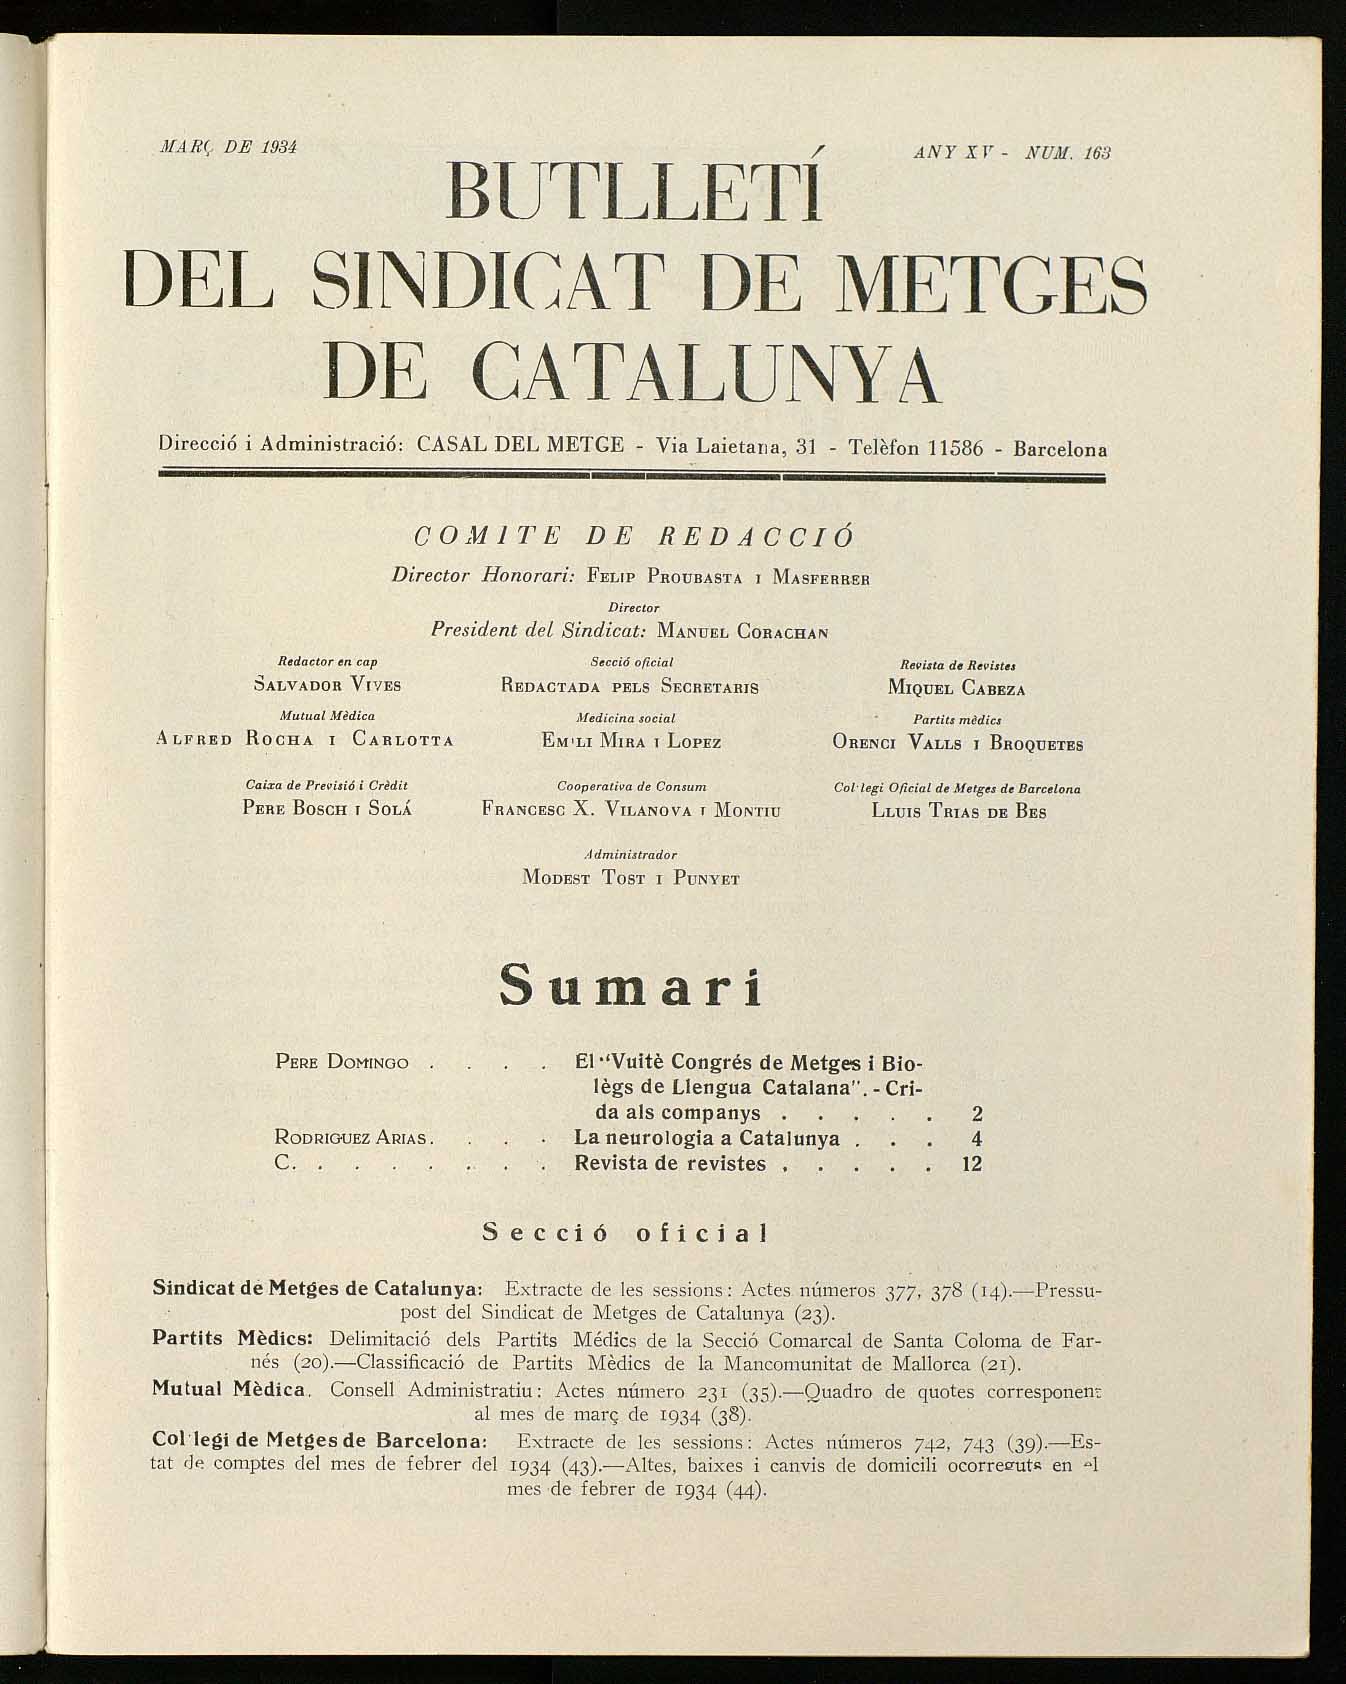 MARÇ DE 1934
ANY XV - NUM. 163
BUTLLETÍ
DEL SINDICAT DE METGES
DE CATALUNYA
Direcció i Administració: CASAL DEL METGE - Via Laietana, 31 - Telèfon 11586 - Barcelona
COMITE DE REDACCIÓ
Director Honorari: FELIP PROUBASTA I MASFERRER
Director
President del Sindicat: MANUEL CORACHAN
Redactor en cap
SALVADOR VIVES
Secció oficial
REDACTADA PELS SECRETARIS
Revista de Revistes
MIQUEL CABEZA
Mutual Mèdica
ALFRED ROCHA I CARLOTTA
Medicina social
EMILI MIRA I LOPEZ
Partits mèdics
ORENCI VALLS I BROQUETES
Caixa de Previsió i Crèdit
PERE BOSCH I SOLÁ
Cooperativa de Consum
FRANCESC X. VILANOVA I MONTIU
Col·legi Oficial de Metges de Barcelona
LLUIS TRIAS DE BES
Administrador
MODEST TOST I PUNYET
Sumari
PERE DOMINGO . . . . El "Vuitè Congrés de Metges i Bio-
lègs de Llengua Catalana". - Cri-
da als companys . . . . . 2
RODRIGUEZ ARIAS . . . . La neurologia a Catalunya . . . 4
C. . . . . . . . Revista de revistes . . . . . 12
Secció oficial
Sindicat de Metges de Catalunya: Extracte de les sessions: Actes números 377, 378 (14).—Pressu-
post del Sindicat de Metges de Catalunya (23).
Partits Mèdics: Delimitació dels Partits Médics de la Secció Comarcal de Santa Coloma de Far-
nés (20).—Classificació de Partits Mèdics de la Mancomunitat de Mallorca (21).
Mutual Mèdica. Consell Administratiu: Actes número 231 (35).—Quadro de quotes corresponent
al mes de març de 1934 (38).
Col·legi de Metges de Barcelona: Extracte de les sessions: Actes números 742, 743 (39).—Es-
tat de comptes del mes de febrer del 1934 (43).—Altes, baixes i canvis de domicili ocorreguts en el
mes de febrer de 1934 (44).